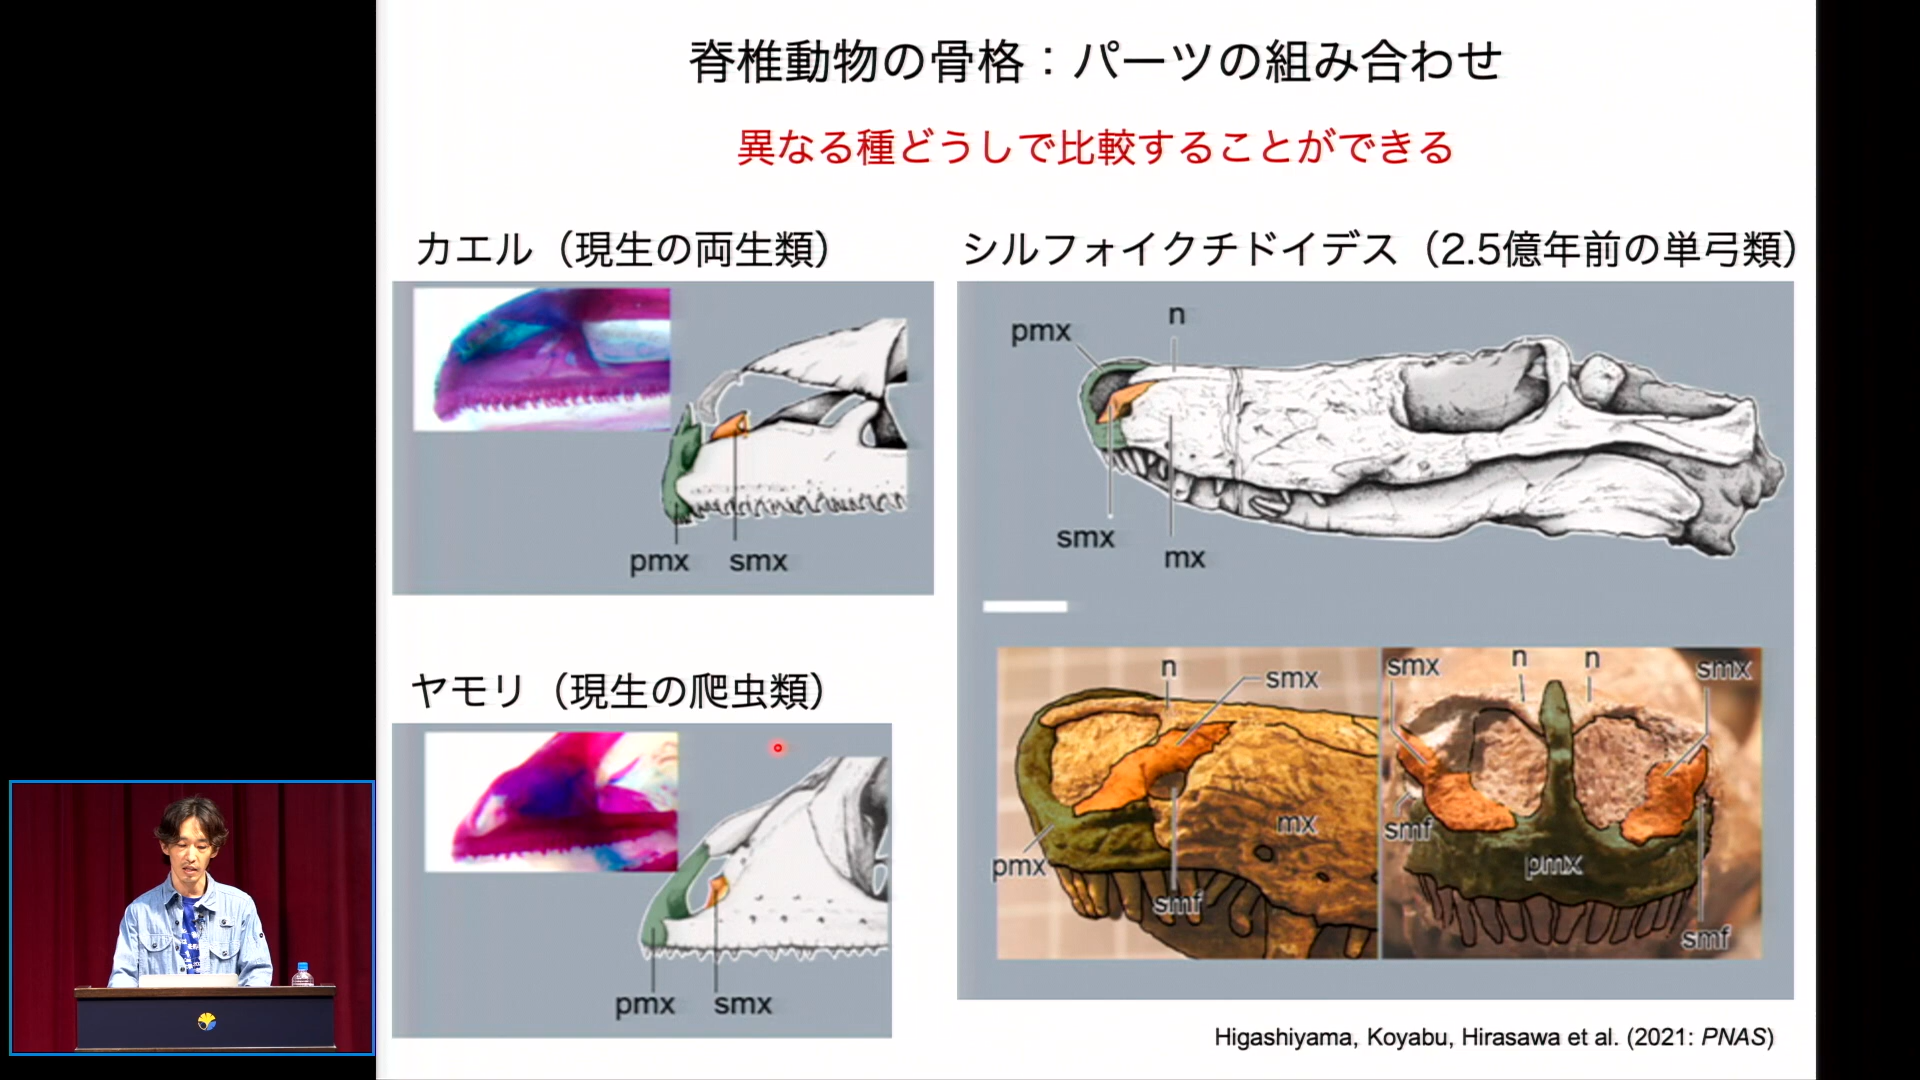 脊椎動物の骨格：パーツの組み合わせ
異なる種どうしで比較することができる
カエル（現生の両生類）
pmx smx
ヤモリ（現生の爬虫類）
pmx smx
シルフォイクチドイデス（2.5億年前の単弓類）
pmx n
smx mx
n smx
pmx smf mx
smx n n smx
smf pmx smf
Higashiyama, Koyabu, Hirasawa et al. (2021: PNAS)